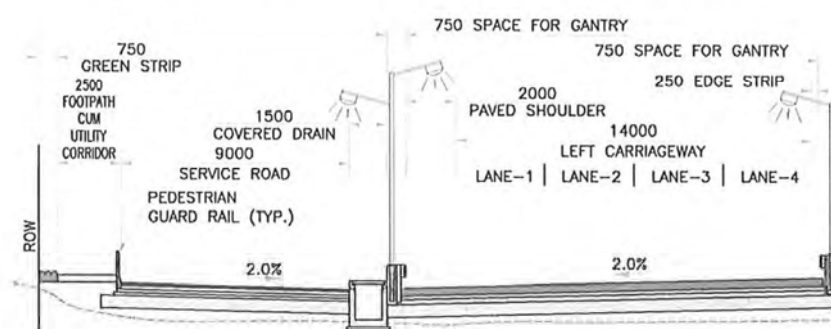 750 SPACE FOR GANTRY
750
GREEN STRIP
750 SPACE FOR GANTRY
2500
FOOTPATH
CUM
UTILITY
CORRIDOR
250 EDGE STRIP
1500
COVERED DRAIN
2000
PAVED SHOULDER
9000
SERVICE ROAD
14000
LEFT CARRIAGEWAY
LANE-1 | LANE-2 | LANE-3 | LANE-4
PEDESTRIAN
GUARD RAIL (TYP.)
ROW
2.0%
2.0%